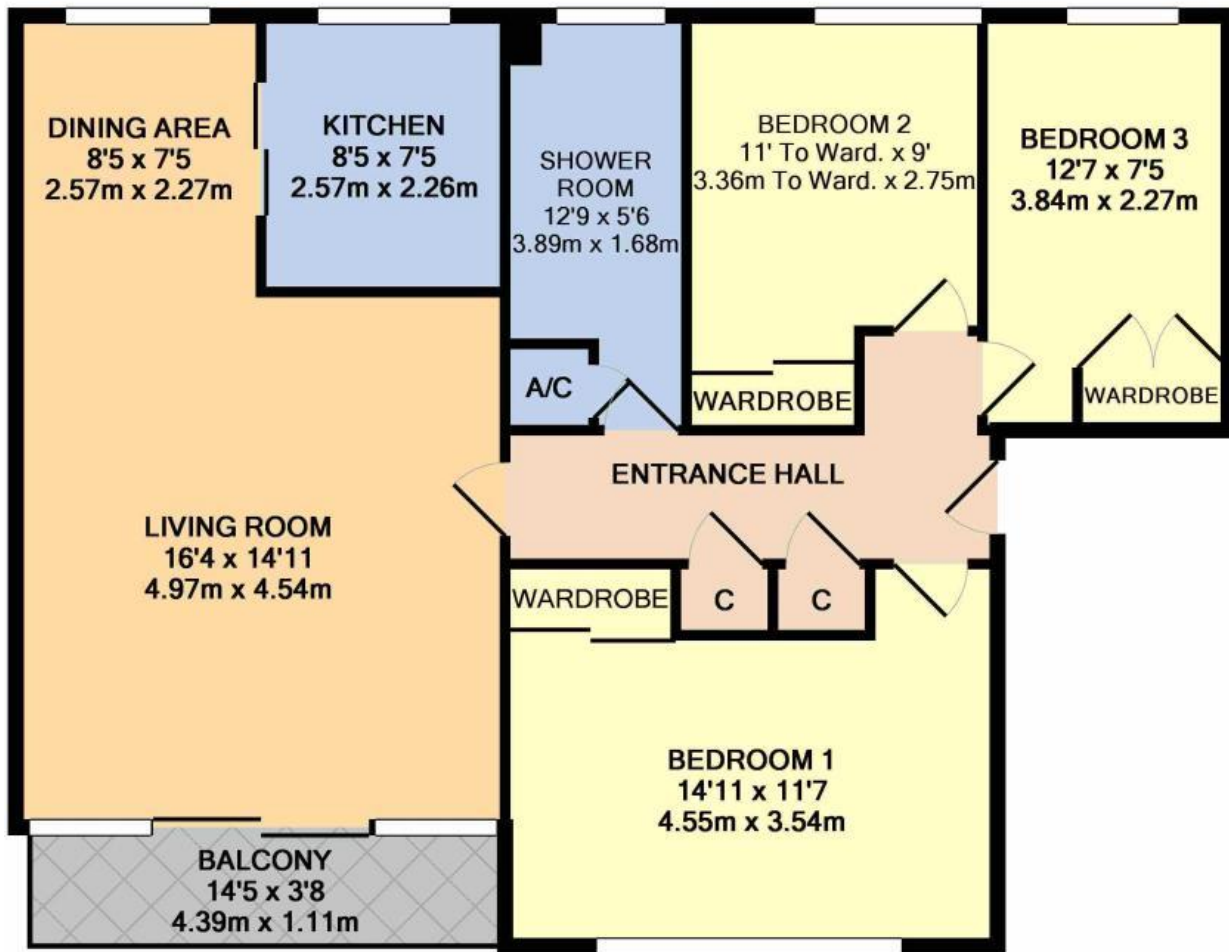 DINING AREA
8'5 x 7'5
2.57m x 2.27m
KITCHEN
8'5 x 7'5
2.57m x 2.26m
SHOWER
ROOM
12'9 x 5'6
3.89m x 1.68m
BEDROOM 2
11' To Ward. x 9'
3.36m To Ward. x 2.75m
BEDROOM 3
12'7 x 7'5
3.84m x 2.27m
A/C
WARDROBE
WARDROBE
ENTRANCE HALL
LIVING ROOM
16'4 x 14'11
4.97m x 4.54m
WARDROBE
C
C
BEDROOM 1
14'11 x 11'7
4.55m x 3.54m
BALCONY
14'5 x 3'8
4.39m x 1.11m